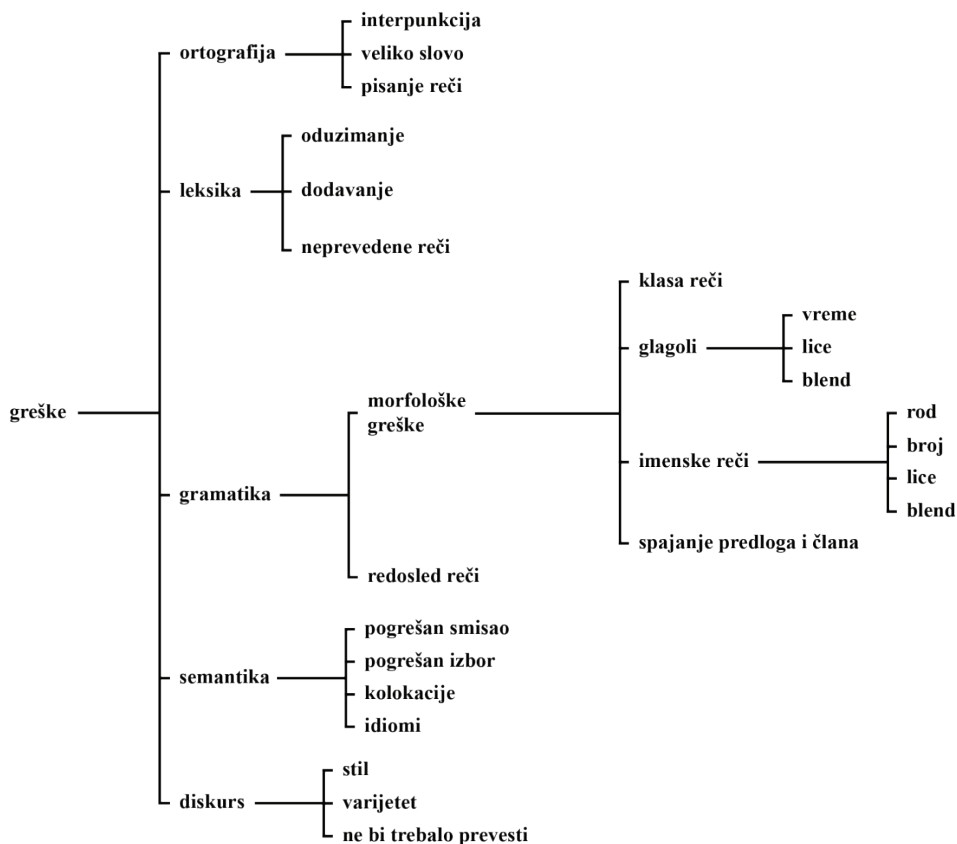 greške
ortografija
interpunkcija
veliko slovo
pisanje reči
leksika
oduzimanje
dodavanje
neprevedene reči
gramatika
morfološke
greške
klasa reči
glagoli
vreme
lice
blend
imenske reči
rod
broj
lice
blend
spajanje predloga i člana
redosled reči
semantika
pogrešan smisao
pogrešan izbor
kolokacije
idiomi
diskurs
stil
varijetet
ne bi trebalo prevesti